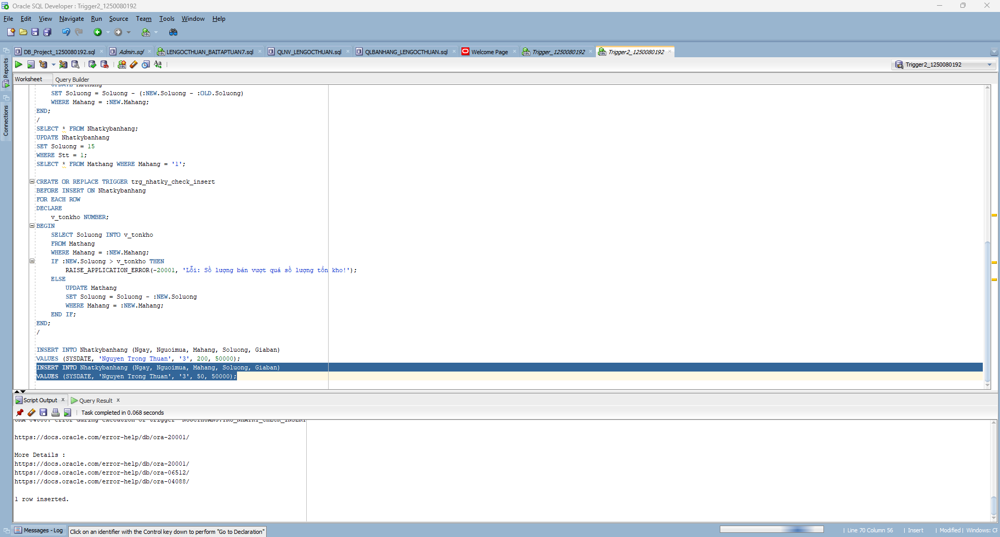 Oracle SQL Developer : Trigger2_1250080192
File Edit View Navigate Run Source Team Tools Window Help
DB_Project_1250080192.sql Admin.sql LENGOCTHUAN_BAITAPTUAN7.sql QLNV_LENGOCTHUAN.sql QLBANHANG_LENGOCTHUAN.sql Welcome Page Trigger_1250080192 Trigger2_1250080192
Reports
Connections
Trigger2_1250080192
Worksheet Query Builder
UPDATE Mathang
SET Soluong = Soluong - (:NEW.Soluong - :OLD.Soluong)
WHERE Mahang = :NEW.Mahang;
END;
/
SELECT * FROM Nhatkybanhang;
UPDATE Nhatkybanhang
SET Soluong = 15
WHERE Stt = 1;
SELECT * FROM Mathang WHERE Mahang = '1';
CREATE OR REPLACE TRIGGER trg_nhatky_check_insert
BEFORE INSERT ON Nhatkybanhang
FOR EACH ROW
DECLARE
v_tonkho NUMBER;
BEGIN
SELECT Soluong INTO v_tonkho
FROM Mathang
WHERE Mahang = :NEW.Mahang;
IF :NEW.Soluong > v_tonkho THEN
RAISE_APPLICATION_ERROR(-20001, 'Lỗi: Số lượng bán vượt quá số lượng tồn kho!');
ELSE
UPDATE Mathang
SET Soluong = Soluong - :NEW.Soluong
WHERE Mahang = :NEW.Mahang;
END IF;
END;
/
INSERT INTO Nhatkybanhang (Ngay, Nguoimua, Mahang, Soluong, Giaban)
VALUES (SYSDATE, 'Nguyen Trong Thuan', '3', 200, 50000);
INSERT INTO Nhatkybanhang (Ngay, Nguoimua, Mahang, Soluong, Giaban)
VALUES (SYSDATE, 'Nguyen Trong Thuan', '3', 50, 50000);
Script Output x Query Result x
Task completed in 0.068 seconds
ORA-04088: error during execution of trigger 
https://docs.oracle.com/error-help/db/ora-20001/
More Details :
https://docs.oracle.com/error-help/db/ora-20001/
https://docs.oracle.com/error-help/db/ora-06512/
https://docs.oracle.com/error-help/db/ora-04088/
1 row inserted.
Messages - Log
Click on an identifier with the Control key down to perform "Go to Declaration"
Line 70 Column 56 | Insert | Modified | Windows: CF